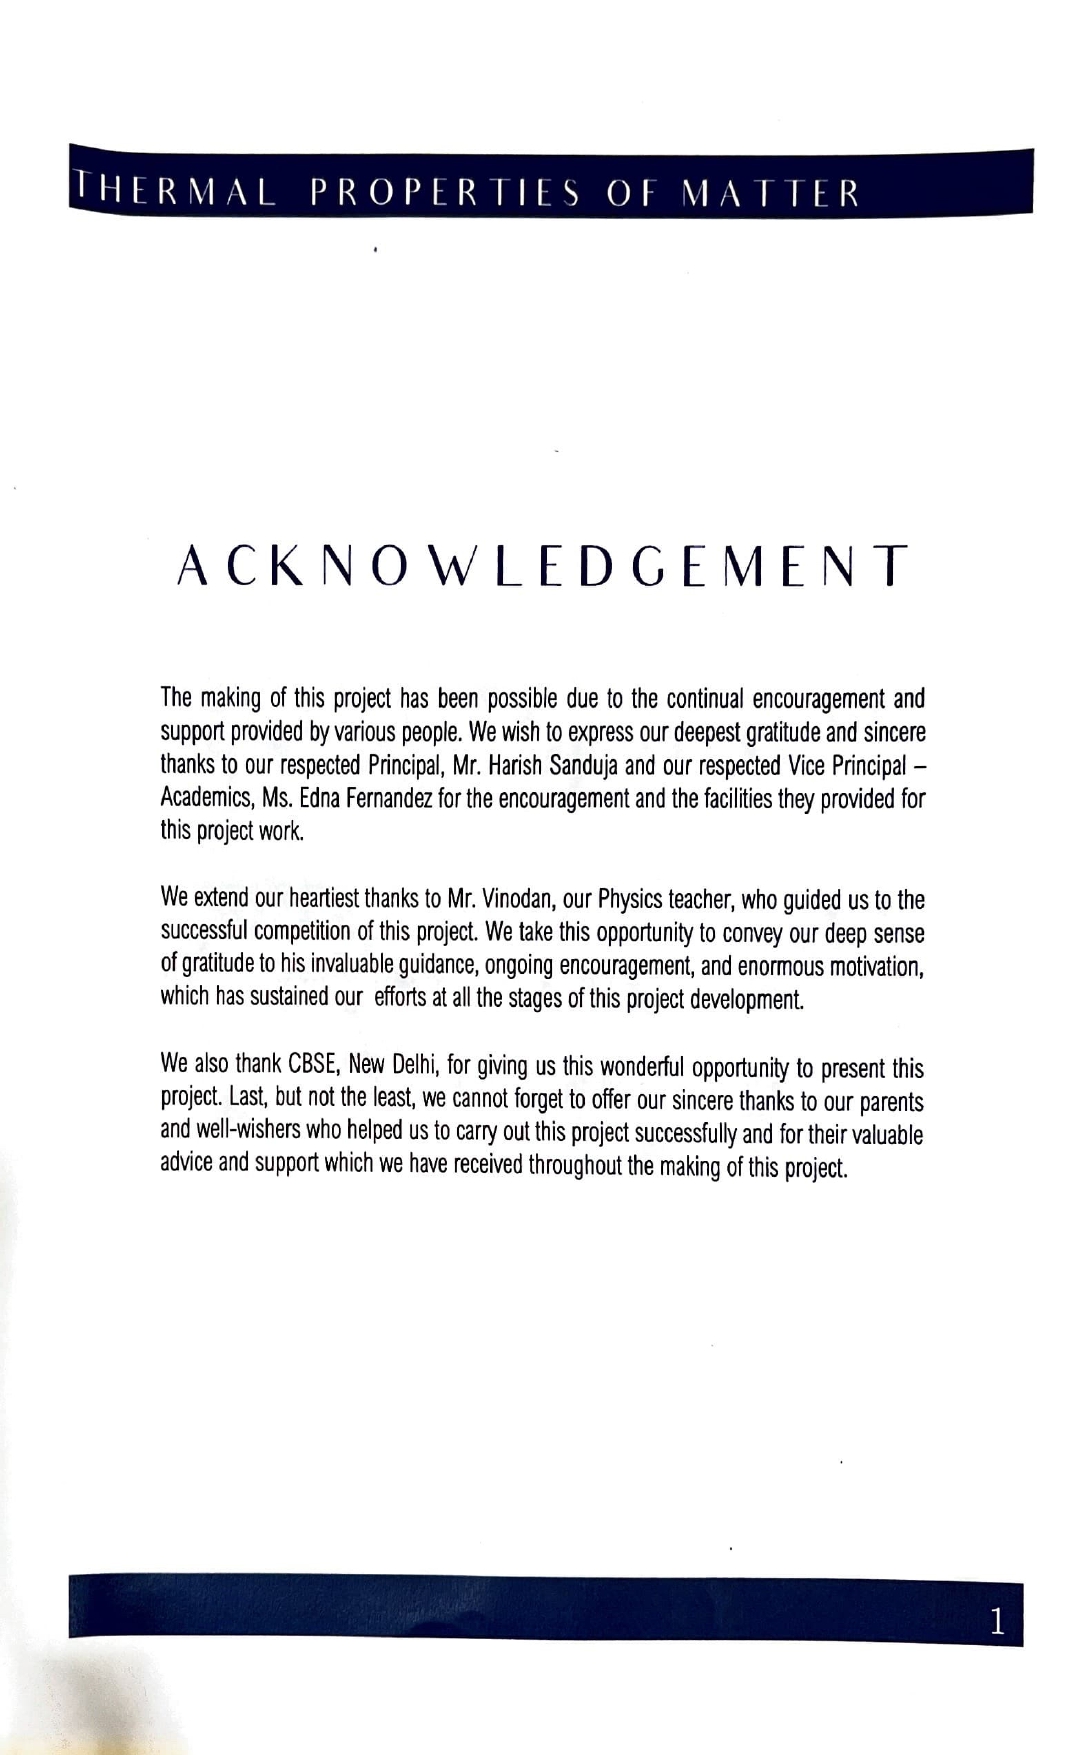 THERMAL PROPERTIES OF MATTER
ACKNOWLEDGEMENT
The making of this project has been possible due to the continual encouragement and
support provided by various people. We wish to express our deepest gratitude and sincere
thanks to our respected Principal, Mr. Harish Sanduja and our respected Vice Principal –
Academics, Ms. Edna Fernandez for the encouragement and the facilities they provided for
this project work.
We extend our heartiest thanks to Mr. Vinodan, our Physics teacher, who guided us to the
successful competition of this project. We take this opportunity to convey our deep sense
of gratitude to his invaluable guidance, ongoing encouragement, and enormous motivation,
which has sustained our efforts at all the stages of this project development.
We also thank CBSE, New Delhi, for giving us this wonderful opportunity to present this
project. Last, but not the least, we cannot forget to offer our sincere thanks to our parents
and well-wishers who helped us to carry out this project successfully and for their valuable
advice and support which we have received throughout the making of this project.
1